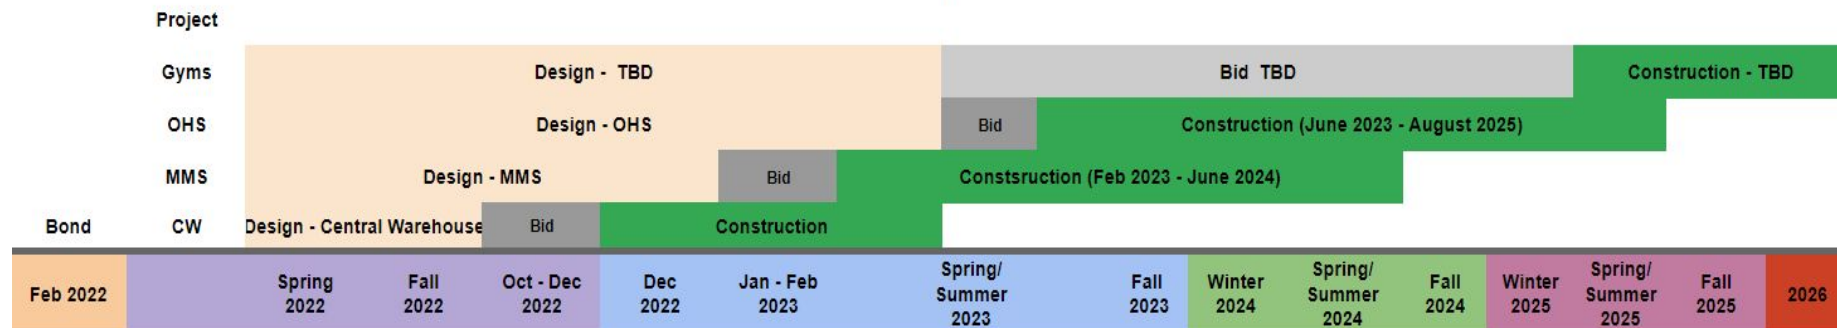 Project
Gyms Design - TBD Bid TBD Construction - TBD
OHS Design - OHS Bid Construction (June 2023 - August 2025)
MMS Design - MMS Bid Constsruction (Feb 2023 - June 2024)
Bond CW Design - Central Warehouse Bid Construction
Feb 2022
Spring
2022
Fall
2022
Oct - Dec
2022
Dec
2022
Jan - Feb
2023
Spring/
Summer
2023
Fall
2023
Winter
2024
Spring/
Summer
2024
Fall
2024
Winter
2025
Spring/
Summer
2025
Fall
2025
2026